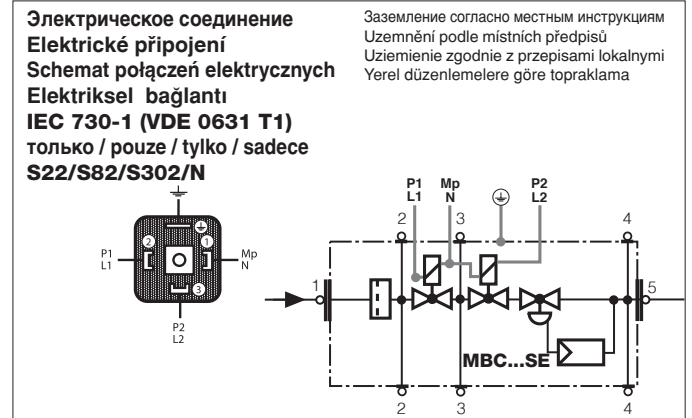 Электрическое соединение
Elektrické připojení
Schemat połączeń elektrycznych
Elektriksel bağlantı
IEC 730-1 (VDE 0631 T1)
только / pouze / tylko / sadece
S22/S82/S302/N
Заземление согласно местным инструкциям
Uzemnění podle místních předpisů
Uziemienie zgodnie z przepisami lokalnymi
Yerel düzenlemelere göre topraklama
2
1
P1
L1
Mp
N
3
P2
L2
P1
L1
Mp
N
P2
L2
2
3
4
1
5
MBC...SE
2
3
4